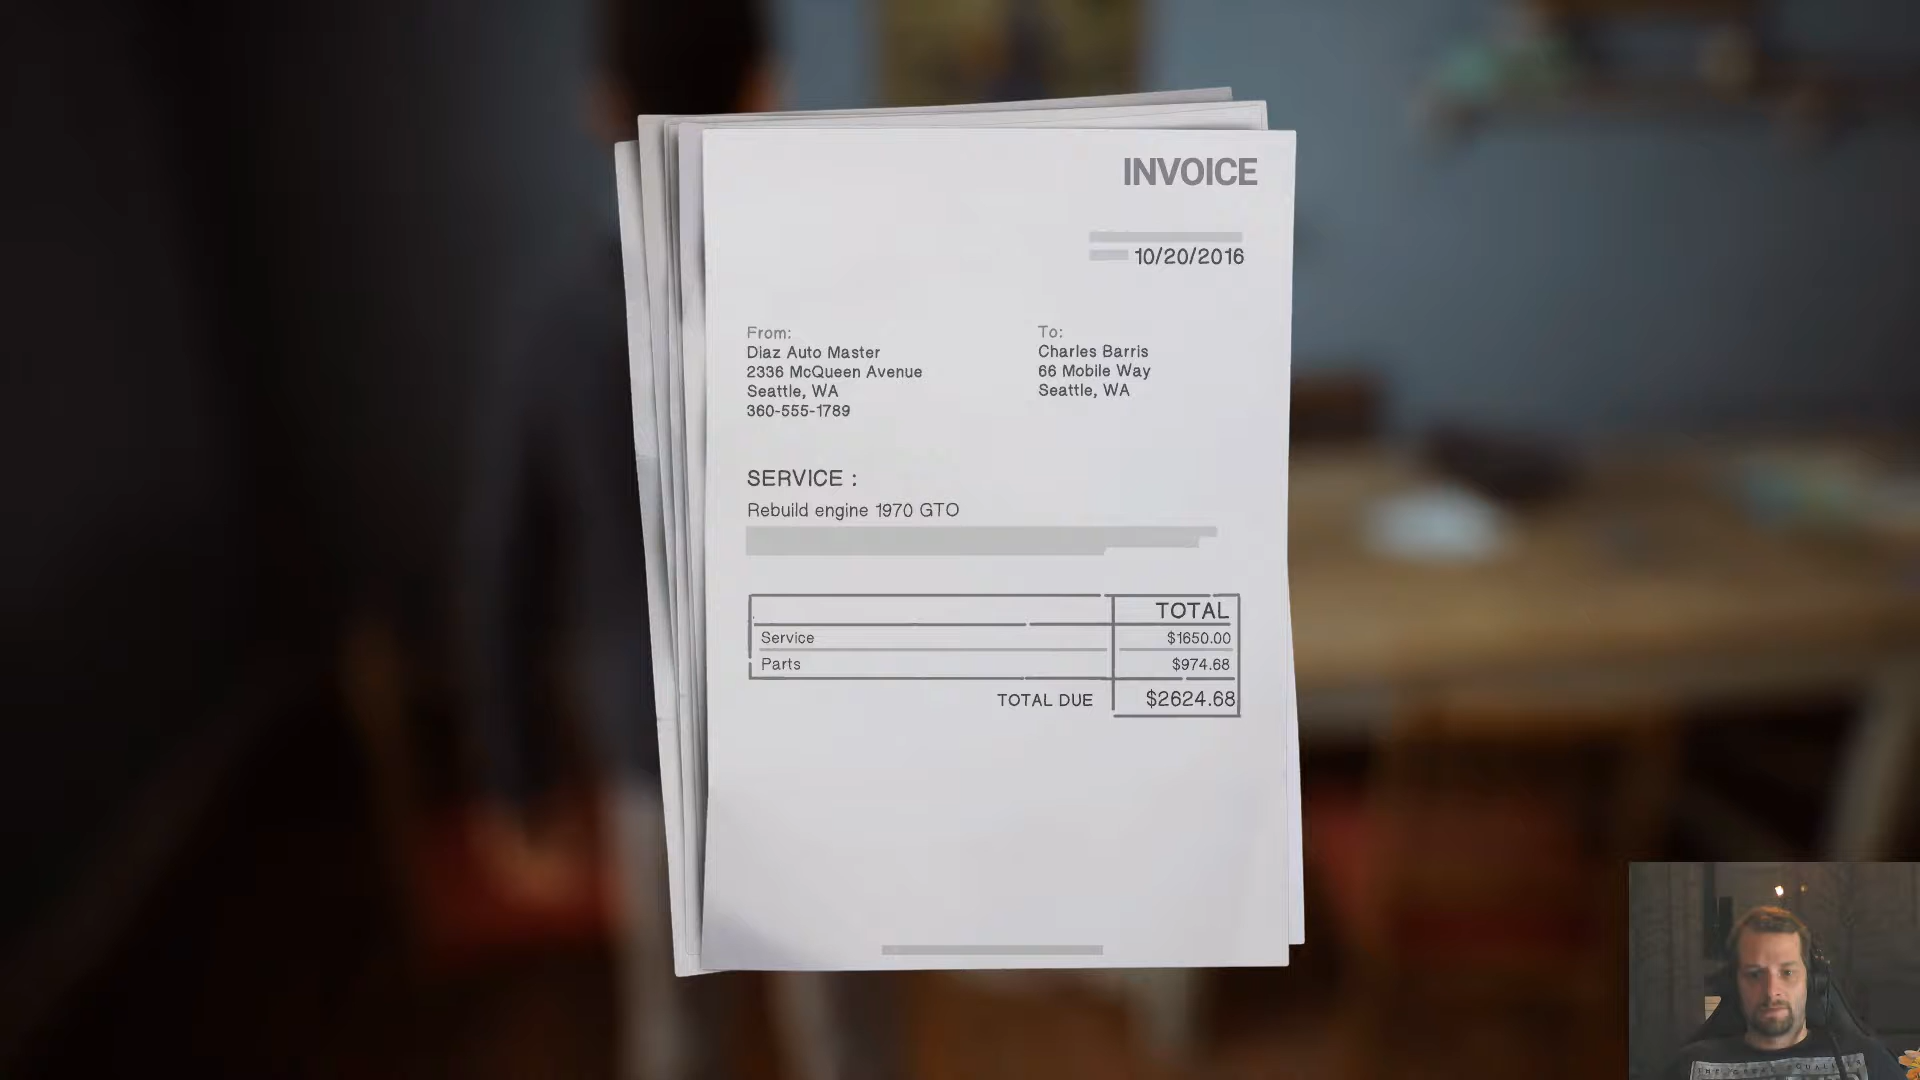 INVOICE
10/20/2016
From:
Diaz Auto Master
2336 McQueen Avenue
Seattle, WA
360-555-1789
To:
Charles Barris
66 Mobile Way
Seattle, WA
SERVICE :
Rebuild engine 1970 GTO
TOTAL
Service $1650.00
Parts $974.68
TOTAL DUE $2624.68